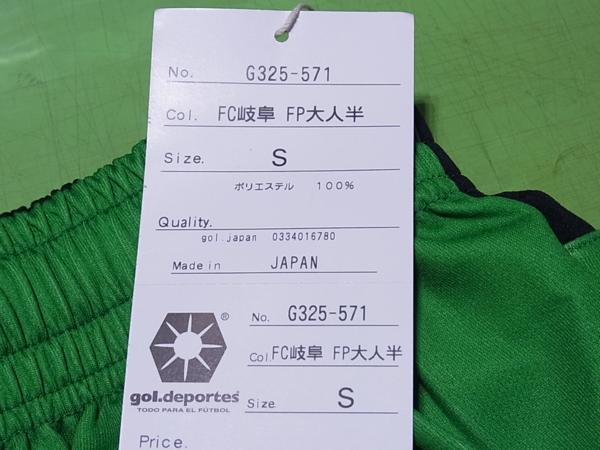 No. G325-571
Col. FC岐阜 FP大人半
Size. S
ポリエステル 100%
Quality.
gol.japan 0334016780
Made in JAPAN
® No. G325-571
Col. FC岐阜 FP大人半
gol.deportes
TODO PARA EL FÚTBOL
Size. S
Price.